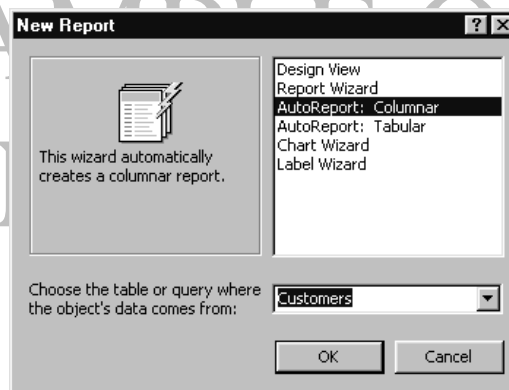 New Report
Design View
Report Wizard
AutoReport: Columnar
AutoReport: Tabular
Chart Wizard
Label Wizard
This wizard automatically
creates a columnar report.
Choose the table or query where
the object's data comes from:
Customers
OK
Cancel